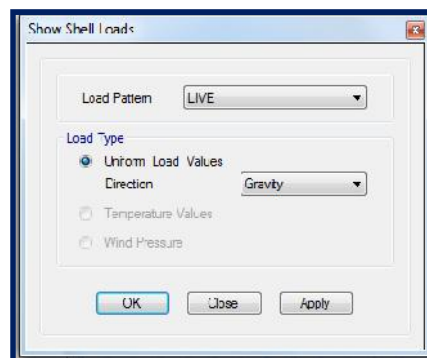 Show Shell Loads
Load Pattern LIVE
Load Type
Uniform Load Values
Direction Gravity
Temperature Values
Wind Pressure
OK Close Apply